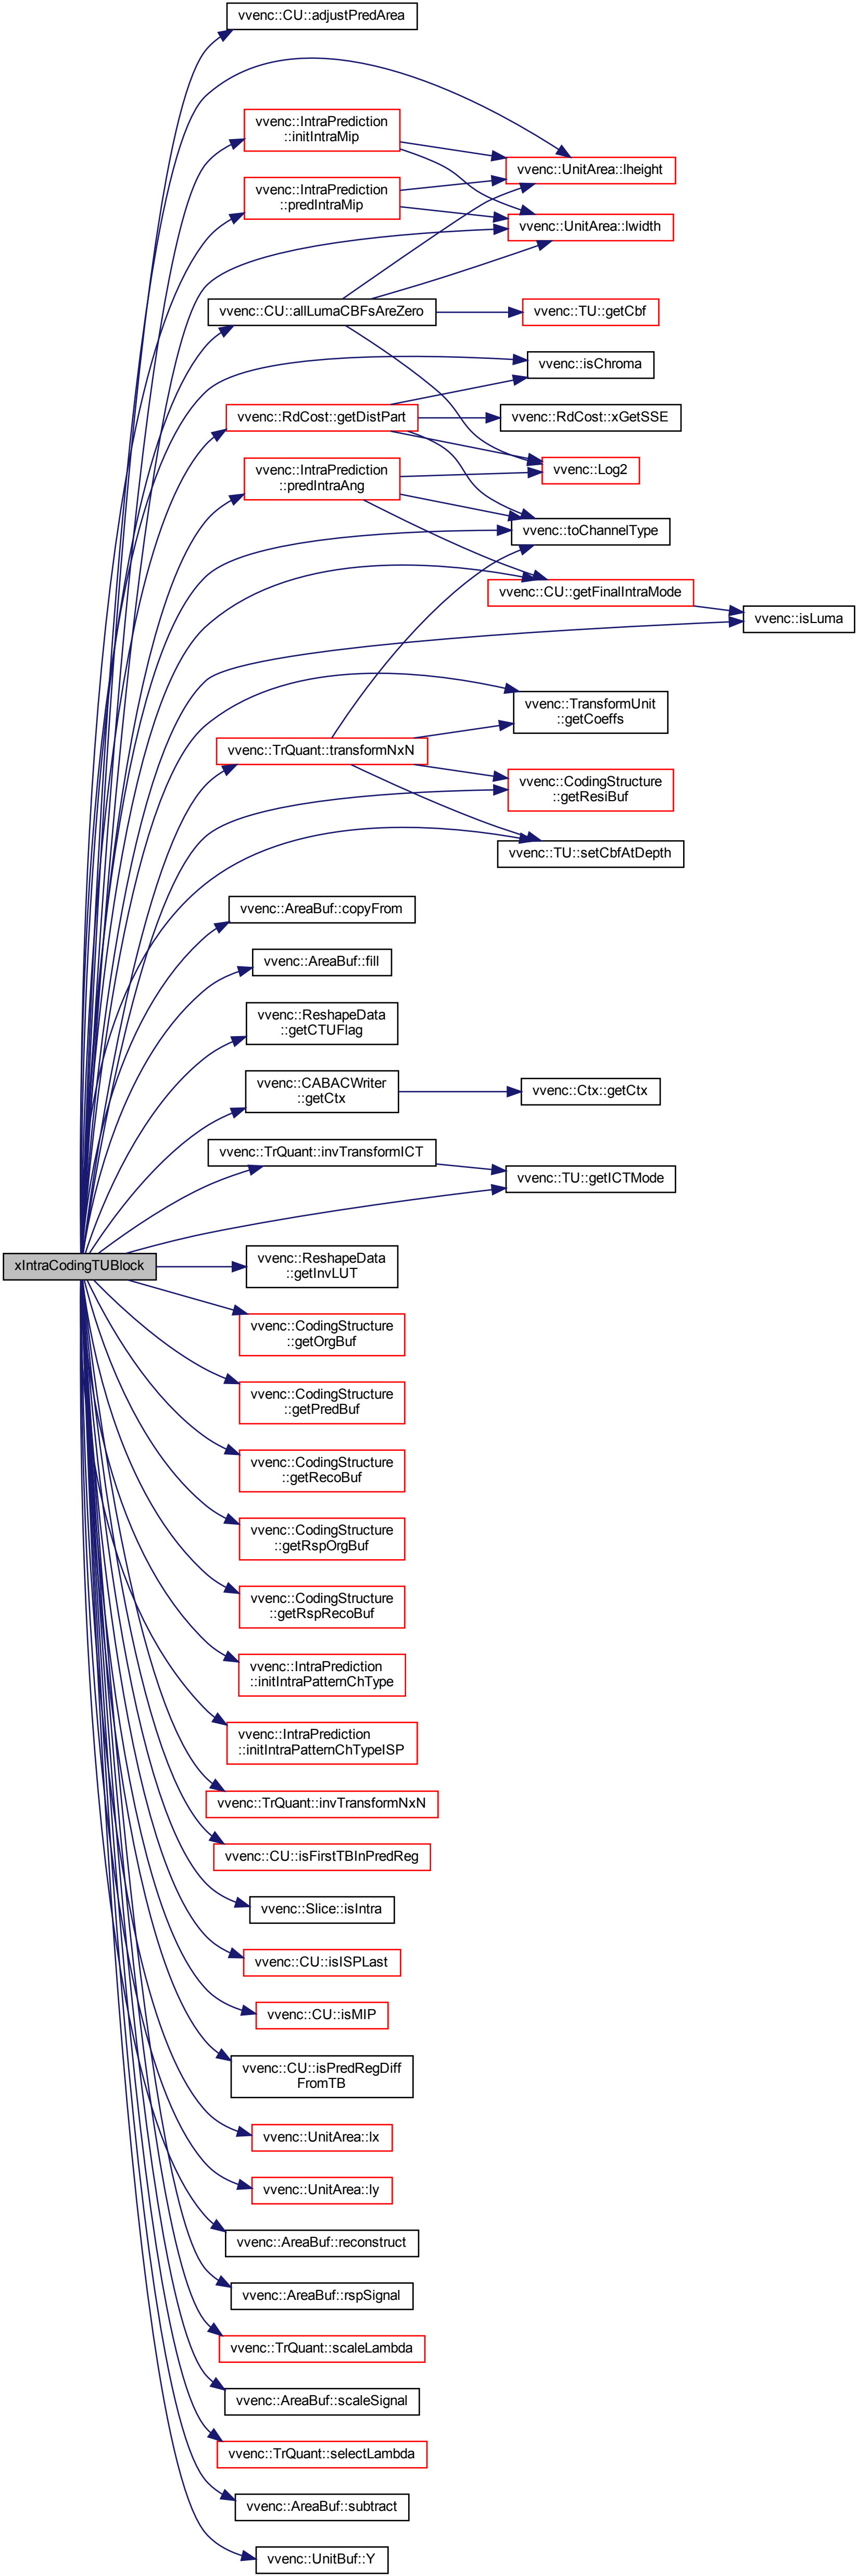 vvenc::CU::adjustPredArea
vvenc::IntraPrediction
::initIntraMip
vvenc::UnitArea::lheight
vvenc::IntraPrediction
::predIntraMip
vvenc::UnitArea::lwidth
vvenc::CU::allLumaCBFsAreZero
vvenc::TU::getCbf
vvenc::isChroma
vvenc::RdCost::getDistPart
vvenc::RdCost::xGetSSE
vvenc::IntraPrediction
::predIntraAng
vvenc::Log2
vvenc::toChannelType
vvenc::CU::getFinalIntraMode
vvenc::isLuma
vvenc::TransformUnit
::getCoeffs
vvenc::TrQuant::transformNxN
vvenc::CodingStructure
::getResiBuf
vvenc::TU::setCbfAtDepth
vvenc::AreaBuf::copyFrom
vvenc::AreaBuf::fill
vvenc::ReshapeData
::getCTUFlag
vvenc::CABACWriter
::getCtx
vvenc::Ctx::getCtx
vvenc::TrQuant::invTransformICT
vvenc::TU::getICTMode
xIntraCodingTUBlock
vvenc::ReshapeData
::getInvLUT
vvenc::CodingStructure
::getOrgBuf
vvenc::CodingStructure
::getPredBuf
vvenc::CodingStructure
::getRecoBuf
vvenc::CodingStructure
::getRspOrgBuf
vvenc::CodingStructure
::getRspRecoBuf
vvenc::IntraPrediction
::initIntraPatternChType
vvenc::IntraPrediction
::initIntraPatternChTypeISP
vvenc::TrQuant::invTransformNxN
vvenc::CU::isFirstTBInPredReg
vvenc::Slice::isIntra
vvenc::CU::isISPLast
vvenc::CU::isMIP
vvenc::CU::isPredRegDiff
FromTB
vvenc::UnitArea::lx
vvenc::UnitArea::ly
vvenc::AreaBuf::reconstruct
vvenc::AreaBuf::rspSignal
vvenc::TrQuant::scaleLambda
vvenc::AreaBuf::scaleSignal
vvenc::TrQuant::selectLambda
vvenc::AreaBuf::subtract
vvenc::UnitBuf::Y